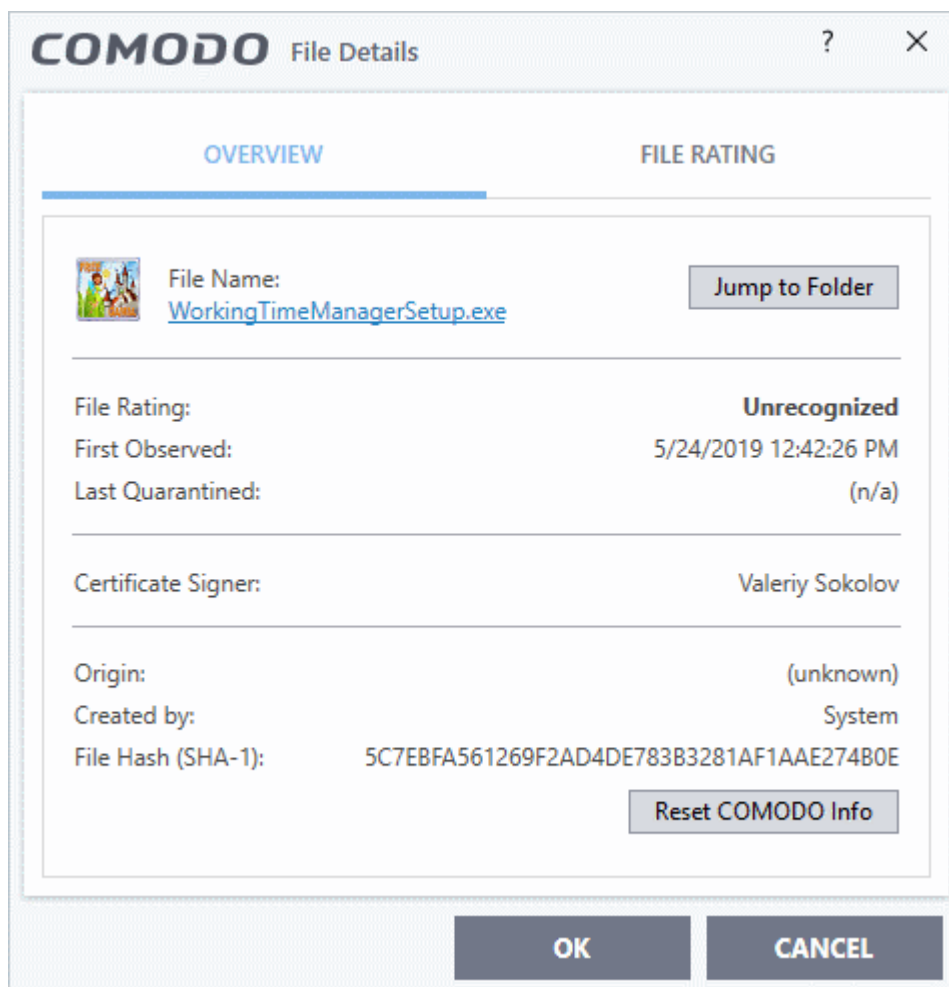 COMODO File Details ?
OVERVIEW FILE RATING
File Name:
WorkingTimeManagerSetup.exe
Jump to Folder
File Rating: Unrecognized
First Observed: 5/24/2019 12:42:26 PM
Last Quarantined: (n/a)
Certificate Signer: Valeriy Sokolov
Origin: (unknown)
Created by: System
File Hash (SHA-1): 5C7EBFA561269F2AD4DE783B3281AF1AAE274B0E
Reset COMODO Info
OK CANCEL